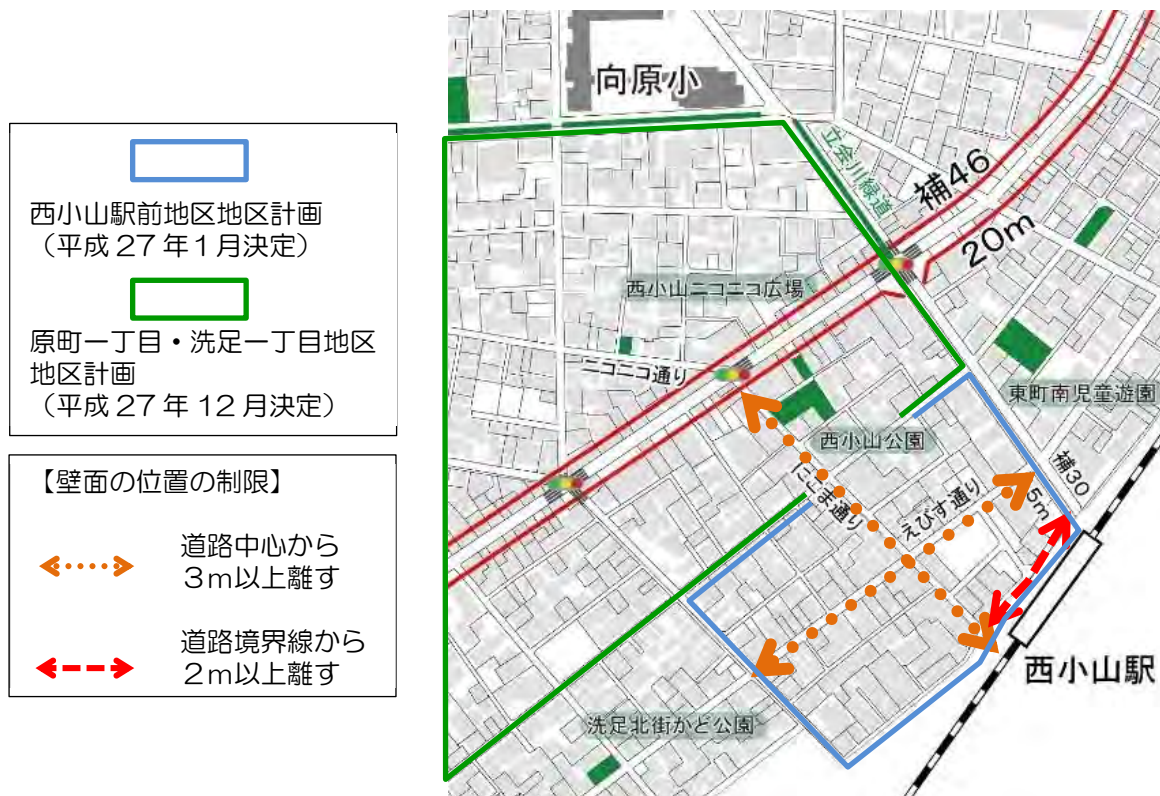 西小山駅前地区地区計画
（平成27年1月決定）
原町一丁目・洗足一丁目地区
地区計画
（平成27年12月決定）
【壁面の位置の制限】
道路中心から
3m以上離す
道路境界線から
2m以上離す
向原小
立会川緑道
補46
20m
西小山ニコニコ広場
ニコニコ通り
東町南児童遊園
西小山公園
にこま通り
えびす通り
補30
15m
西小山駅
洗足北街かど公園